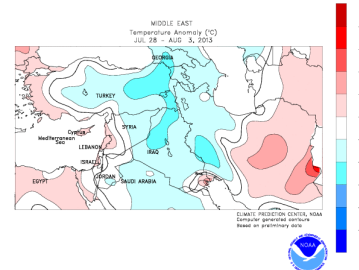 MIDDLE EAST
Temperature Anomaly (°C)
JUL 28 - AUG 3, 2013
GEORGIA
TURKEY
SYRIA
Cyprus
Mediterranean
Sea
LEBANON
IRAQ
ISRAEL
JORDAN
EGYPT
SAUDI ARABIA
CLIMATE PREDICTION CENTER, NOAA
Computer generated contours
Based on preliminary data
NOAA